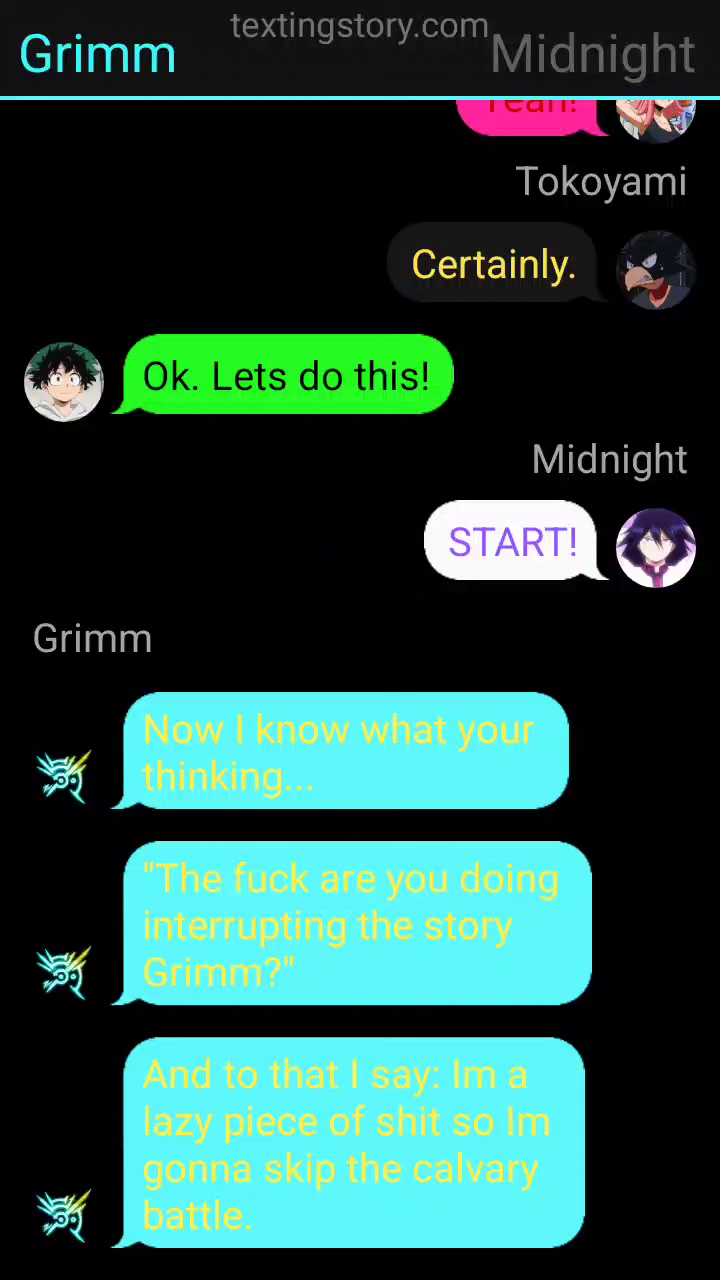 textingstory.com
Grimm
Midnight
Yeah!
Tokoyami
Certainly.
Ok. Lets do this!
Midnight
START!
Grimm
Now I know what your
thinking...
"The fuck are you doing
interrupting the story
Grimm?"
And to that I say: Im a
lazy piece of shit so Im
gonna skip the calvary
battle.